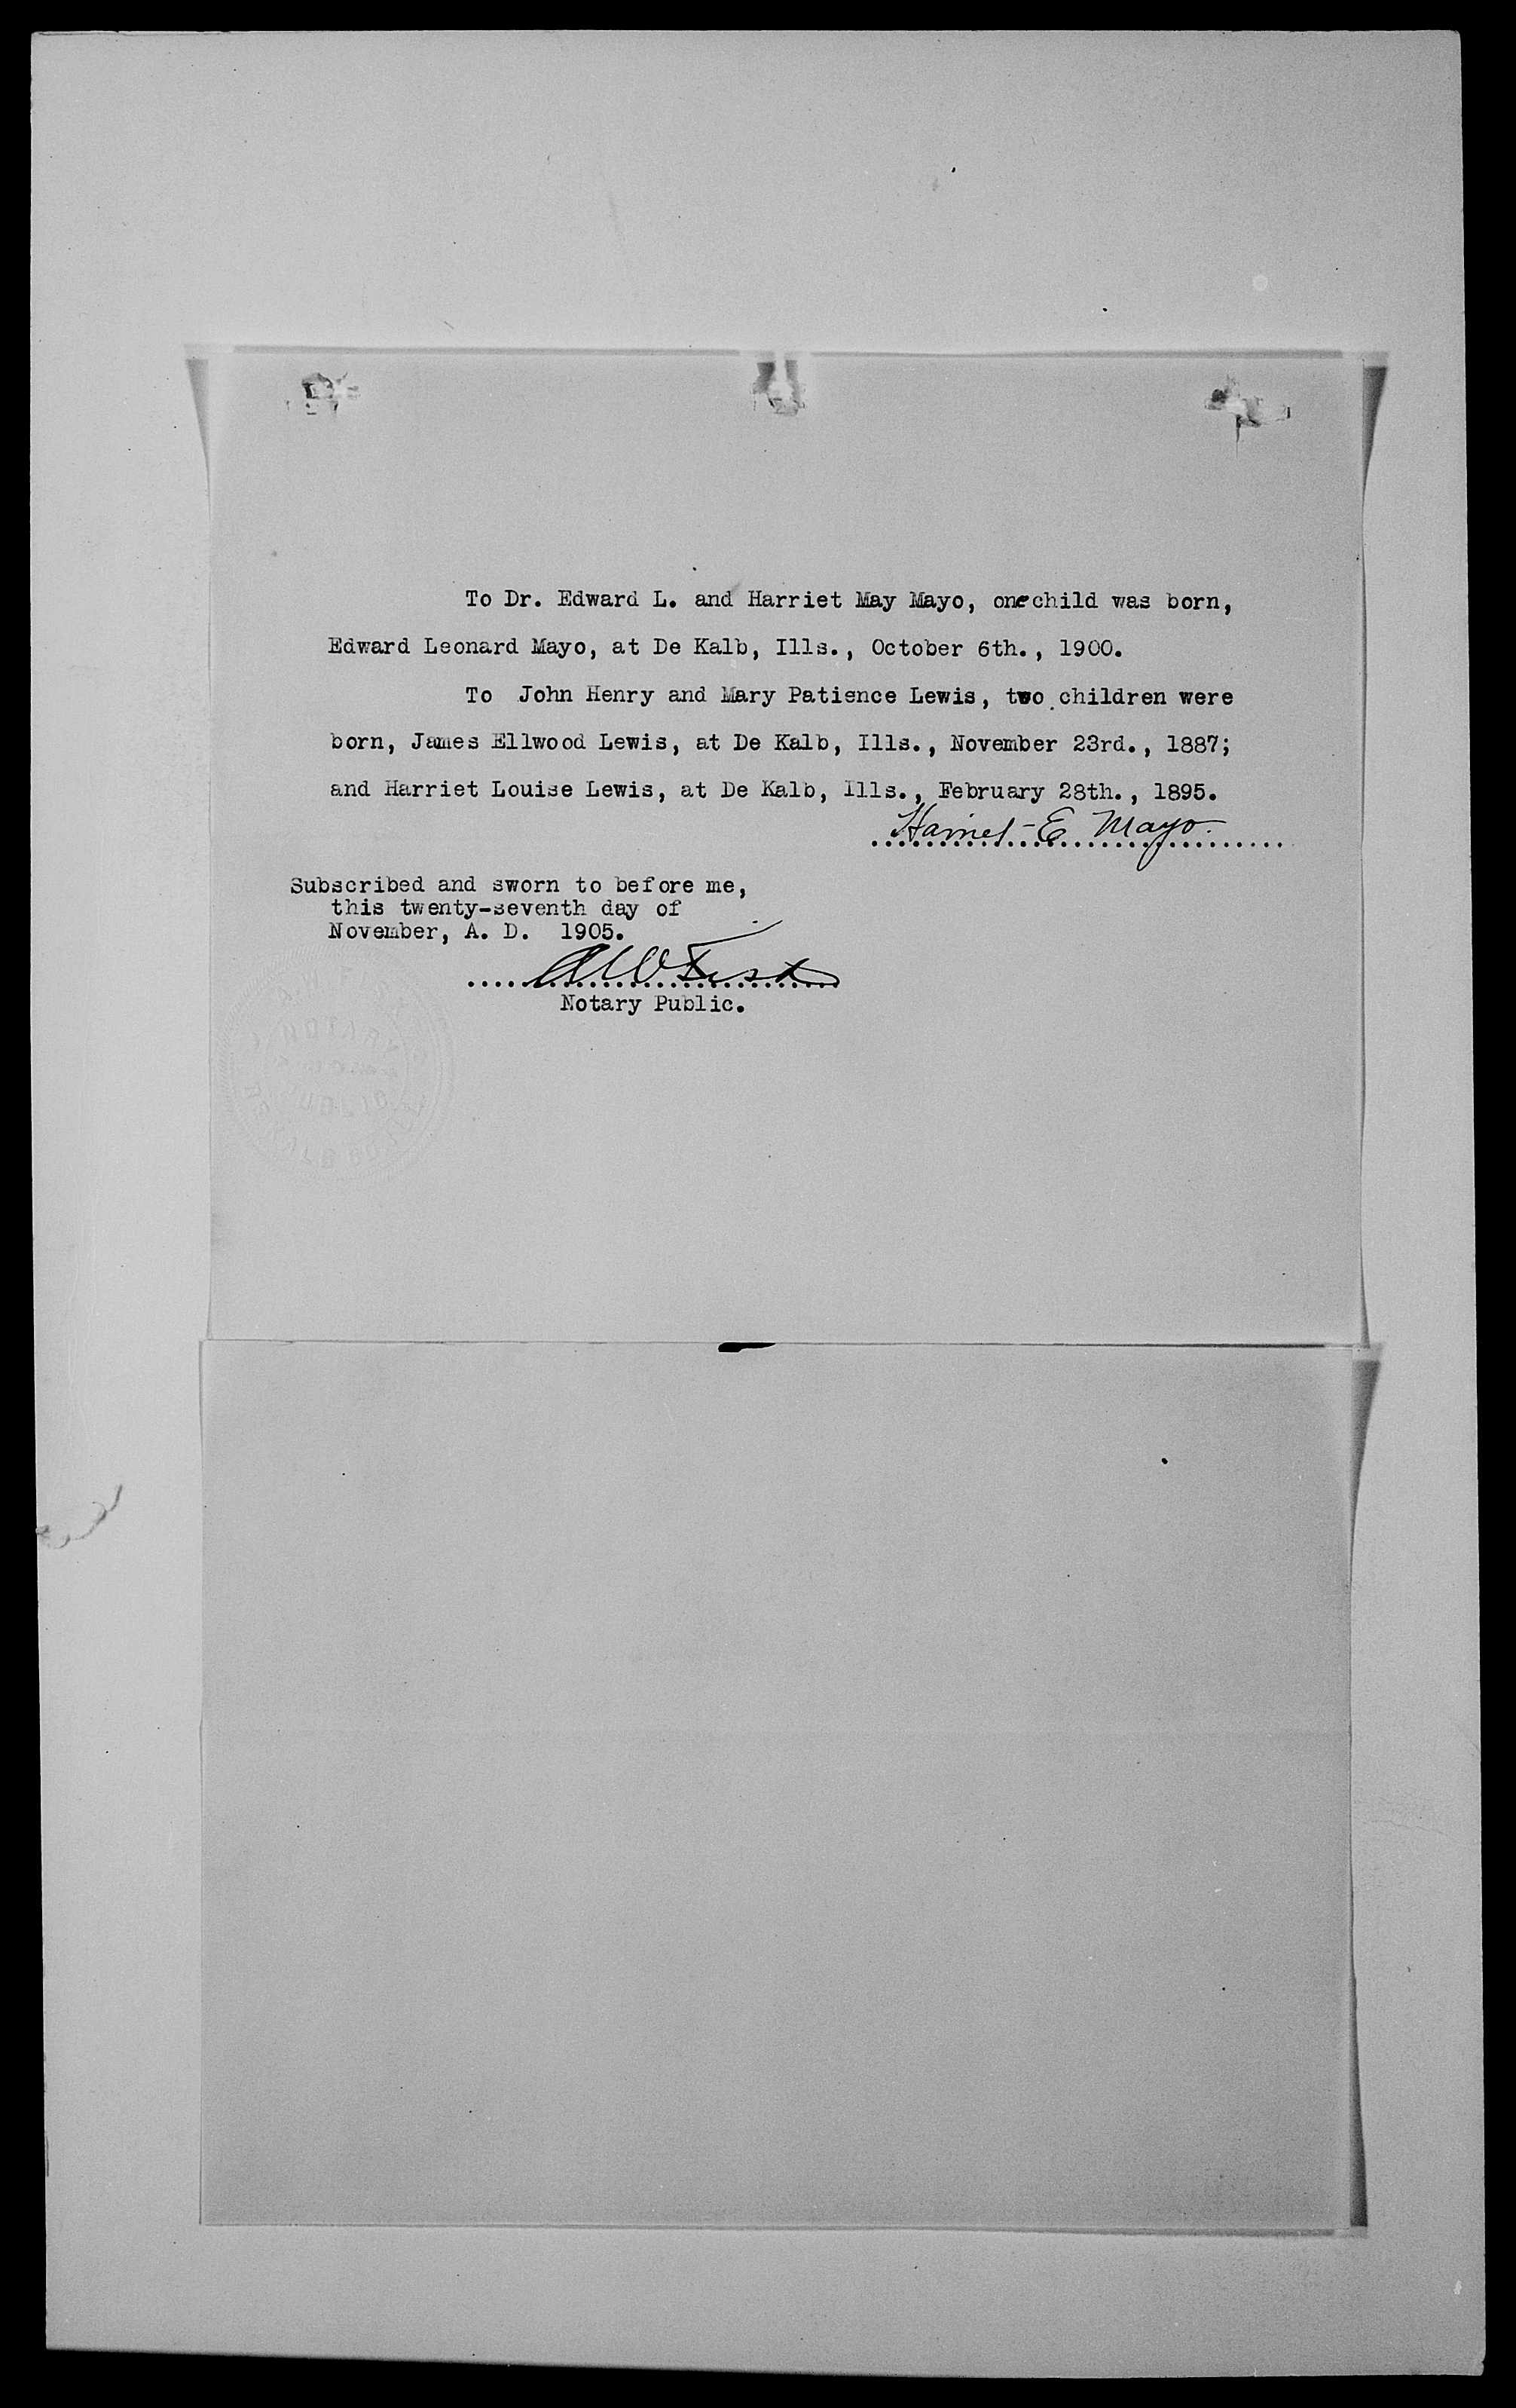 To Dr. Edward L. and Harriet May Mayo, one child was born,
Edward Leonard Mayo, at De Kalb, Ills., October 6th., 1900.
To John Henry and Mary Patience Lewis, two children were
born, James Ellwood Lewis, at De Kalb, Ills., November 23rd., 1887;
and Harriet Louise Lewis, at De Kalb, Ills., February 28th., 1895.
Harriet E Mayo.
Subscribed and sworn to before me,
this twenty-seventh day of
November, A. D. 1905.
Notary Public.
NOTARY
PUBLIC